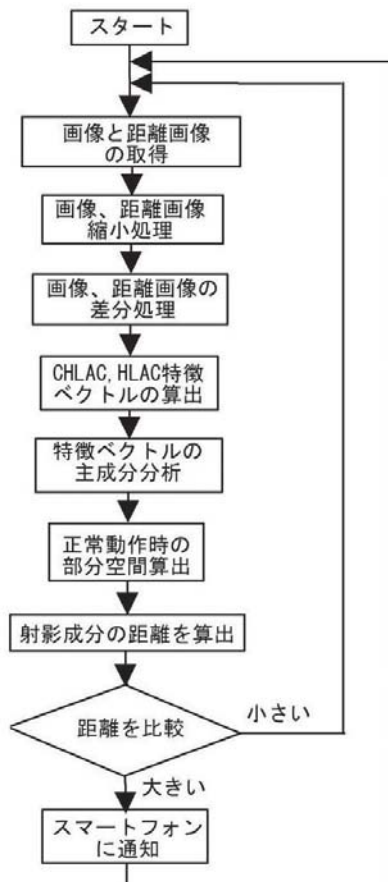 スタート
画像と距離画像
の取得
画像、距離画像
縮小処理
画像、距離画像の
差分処理
CHLAC,HLAC特徴
ベクトルの算出
特徴ベクトルの
主成分分析
正常動作時の
部分空間算出
射影成分の距離を算出
距離を比較
小さい
大きい
スマートフォン
に通知